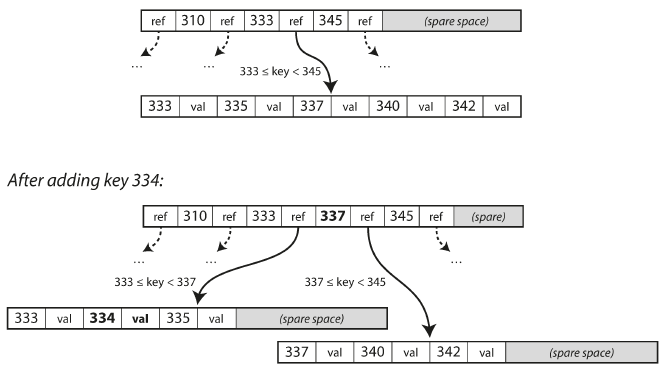 ref 310 ref 333 ref 345 ref (spare space)
... ... ...
333 ≤ key < 345
333 val 335 val 337 val 340 val 342 val
After adding key 334:
ref 310 ref 333 ref 337 ref 345 ref (spare)
... ... ...
333 ≤ key < 337 337 ≤ key < 345
333 val 334 val 335 val (spare space)
337 val 340 val 342 val (spare space)